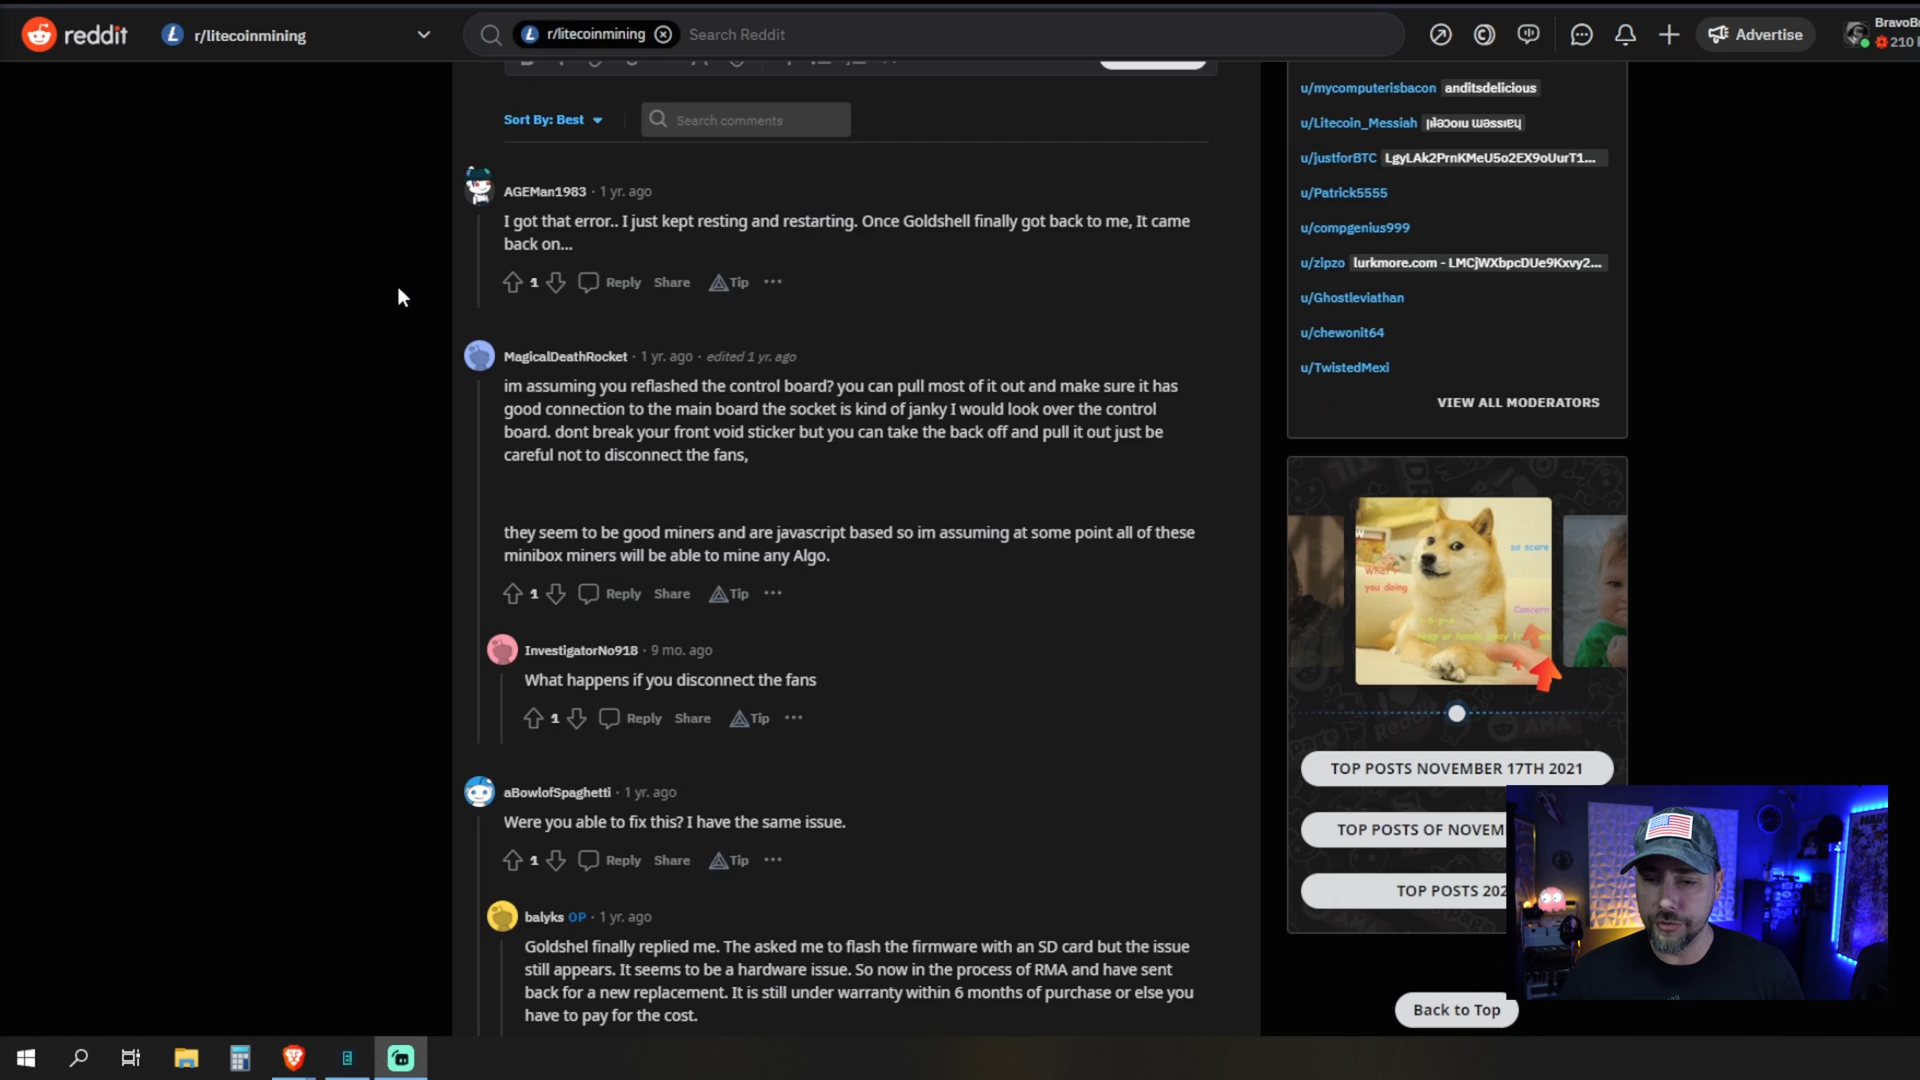 reddit
r/litecoinmining
r/litecoinmining
Search Reddit
Advertise
BravoBr
210
Sort By: Best
Search comments
AGEMan1983 · 1 yr. ago
I got that error.. I just kept resting and restarting. Once Goldshell finally got back to me, It came
back on...
1 Reply Share Tip ···
MagicalDeathRocket · 1 yr. ago · edited 1 yr. ago
im assuming you reflashed the control board? you can pull most of it out and make sure it has
good connection to the main board the socket is kind of janky I would look over the control
board. dont break your front void sticker but you can take the back off and pull it out just be
careful not to disconnect the fans,
they seem to be good miners and are javascript based so im assuming at some point all of these
minibox miners will be able to mine any Algo.
1 Reply Share Tip ···
InvestigatorNo918 · 9 mo. ago
What happens if you disconnect the fans
1 Reply Share Tip ···
aBowlofSpaghetti · 1 yr. ago
Were you able to fix this? I have the same issue.
1 Reply Share Tip ···
balyks OP · 1 yr. ago
Goldshel finally replied me. The asked me to flash the firmware with an SD card but the issue
still appears. It seems to be a hardware issue. So now in the process of RMA and have sent
back for a new replacement. It is still under warranty within 6 months of purchase or else you
have to pay for the cost.
u/mycomputerisbacon anditsdelicious
u/Litecoin_Messiah
u/justforBTC LgyLAk2PrnKMeU5o2EX9oUurT1...
u/Patrick5555
u/compgenius999
u/zipzo lurkmore.com - LMCjWXbpcDUe9Kxvy2...
u/Ghostleviathan
u/chewonit64
u/TwistedMexi
VIEW ALL MODERATORS
so scare
you doing
Concern
TOP POSTS NOVEMBER 17TH 2021
TOP POSTS OF NOVEM
TOP POSTS 202
Back to Top